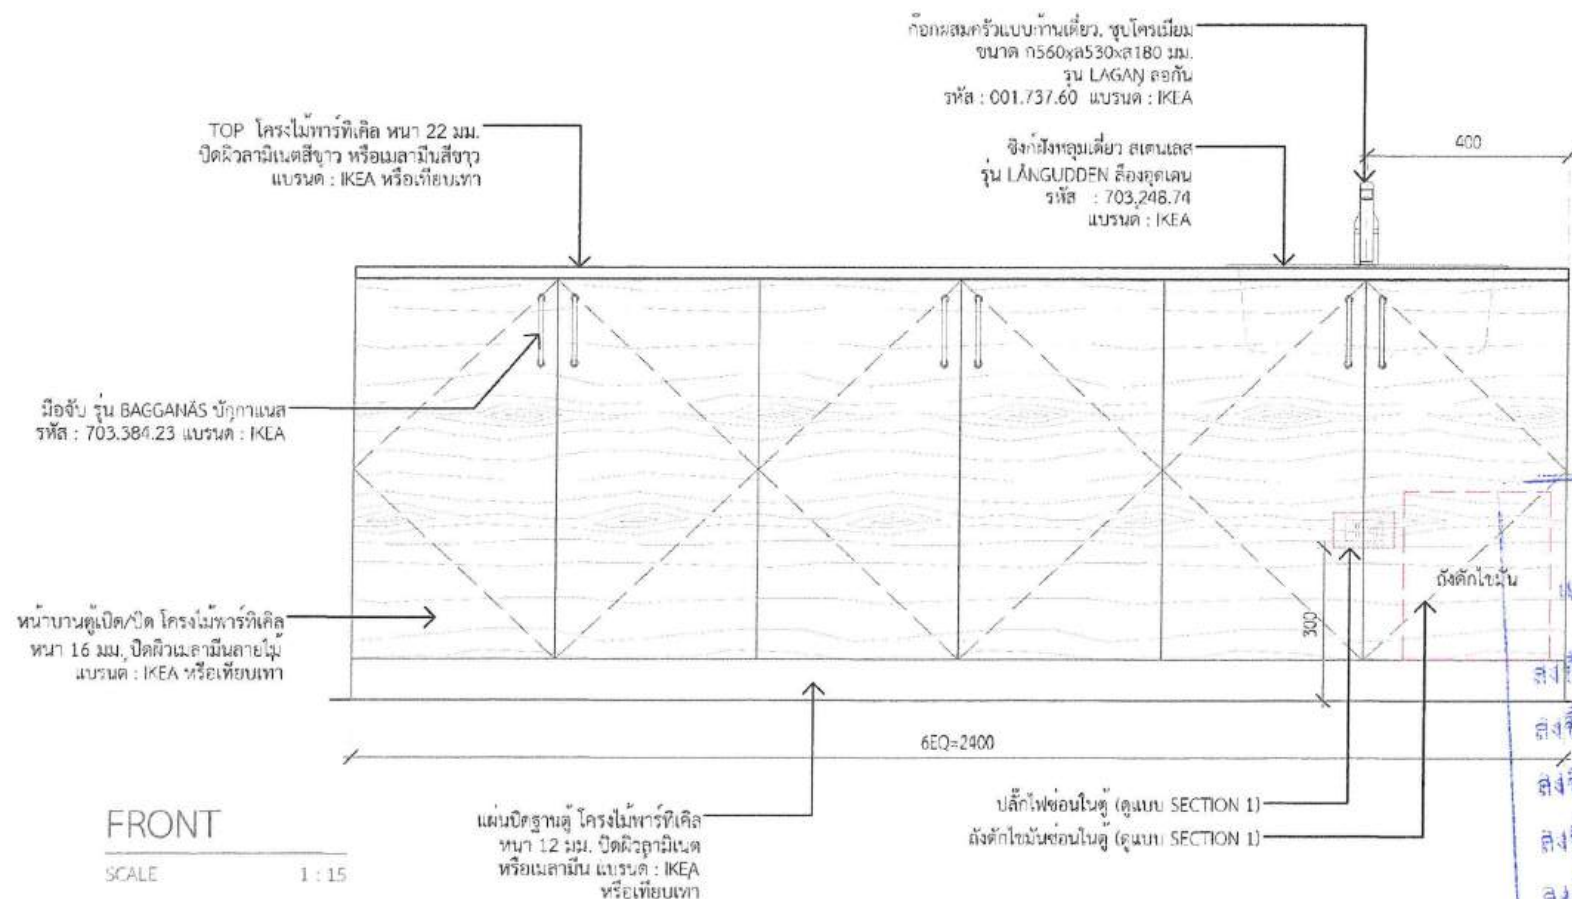 ก๊อกผสมครัวแบบก้านเดี่ยว, ชุบโครเมียม
ขนาด ก560xล530xส180 มม.
รุ่น LAGAN ลอกัน
รหัส : 001.737.60 แบรนด์ : IKEA
TOP โครงไม้พาร์ทิเคิล หนา 22 มม.
ปิดผิวลามิเนตสีขาว หรือเมลามีนสีขาว
แบรนด์ : IKEA หรือเทียบเท่า
ซิงก์ฝังหลุมเดี่ยว สเตนเลส
รุ่น LÅNGUDDEN ลืองอุดเดน
รหัส : 703.248.74
แบรนด์ : IKEA
400
มือจับ รุ่น BAGGANÄS บักกาแนส
รหัส : 703.384.23 แบรนด์ : IKEA
หน้าบานตู้เปิด/ปิด โครงไม้พาร์ทิเคิล
หนา 16 มม. ปิดผิวเมลามีนลายไม้
แบรนด์ : IKEA หรือเทียบเท่า
ถังดักไขมัน
300
6EQ=2400
แผ่นปิดฐานตู้ โครงไม้พาร์ทิเคิล
หนา 12 มม. ปิดผิวลามิเนต
หรือเมลามีน แบรนด์ : IKEA
หรือเทียบเท่า
ปลั๊กไฟซ่อนในตู้ (ดูแบบ SECTION 1)
ถังดักไขมันซ่อนในตู้ (ดูแบบ SECTION 1)
FRONT
SCALE 1 : 15